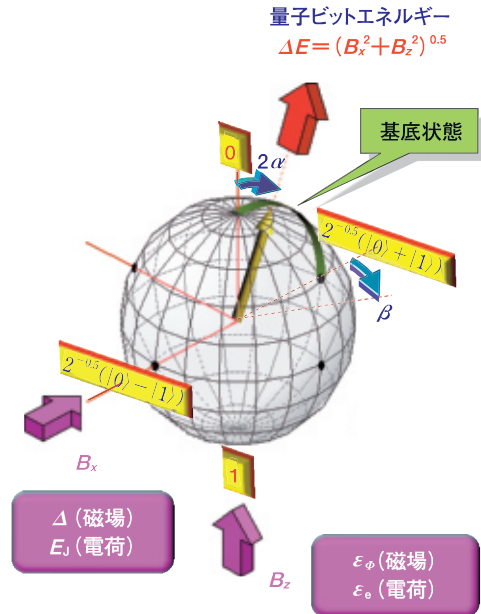 量子ビットエネルギー
ΔE=(Bx²+Bz²)^0.5
基底状態
0
2α
2^-0.5(|0⟩+|1⟩)
β
2^-0.5(|0⟩−|1⟩)
Bx
1
Δ(磁場)
EJ(電荷)
Bz
εΦ(磁場)
εe(電荷)